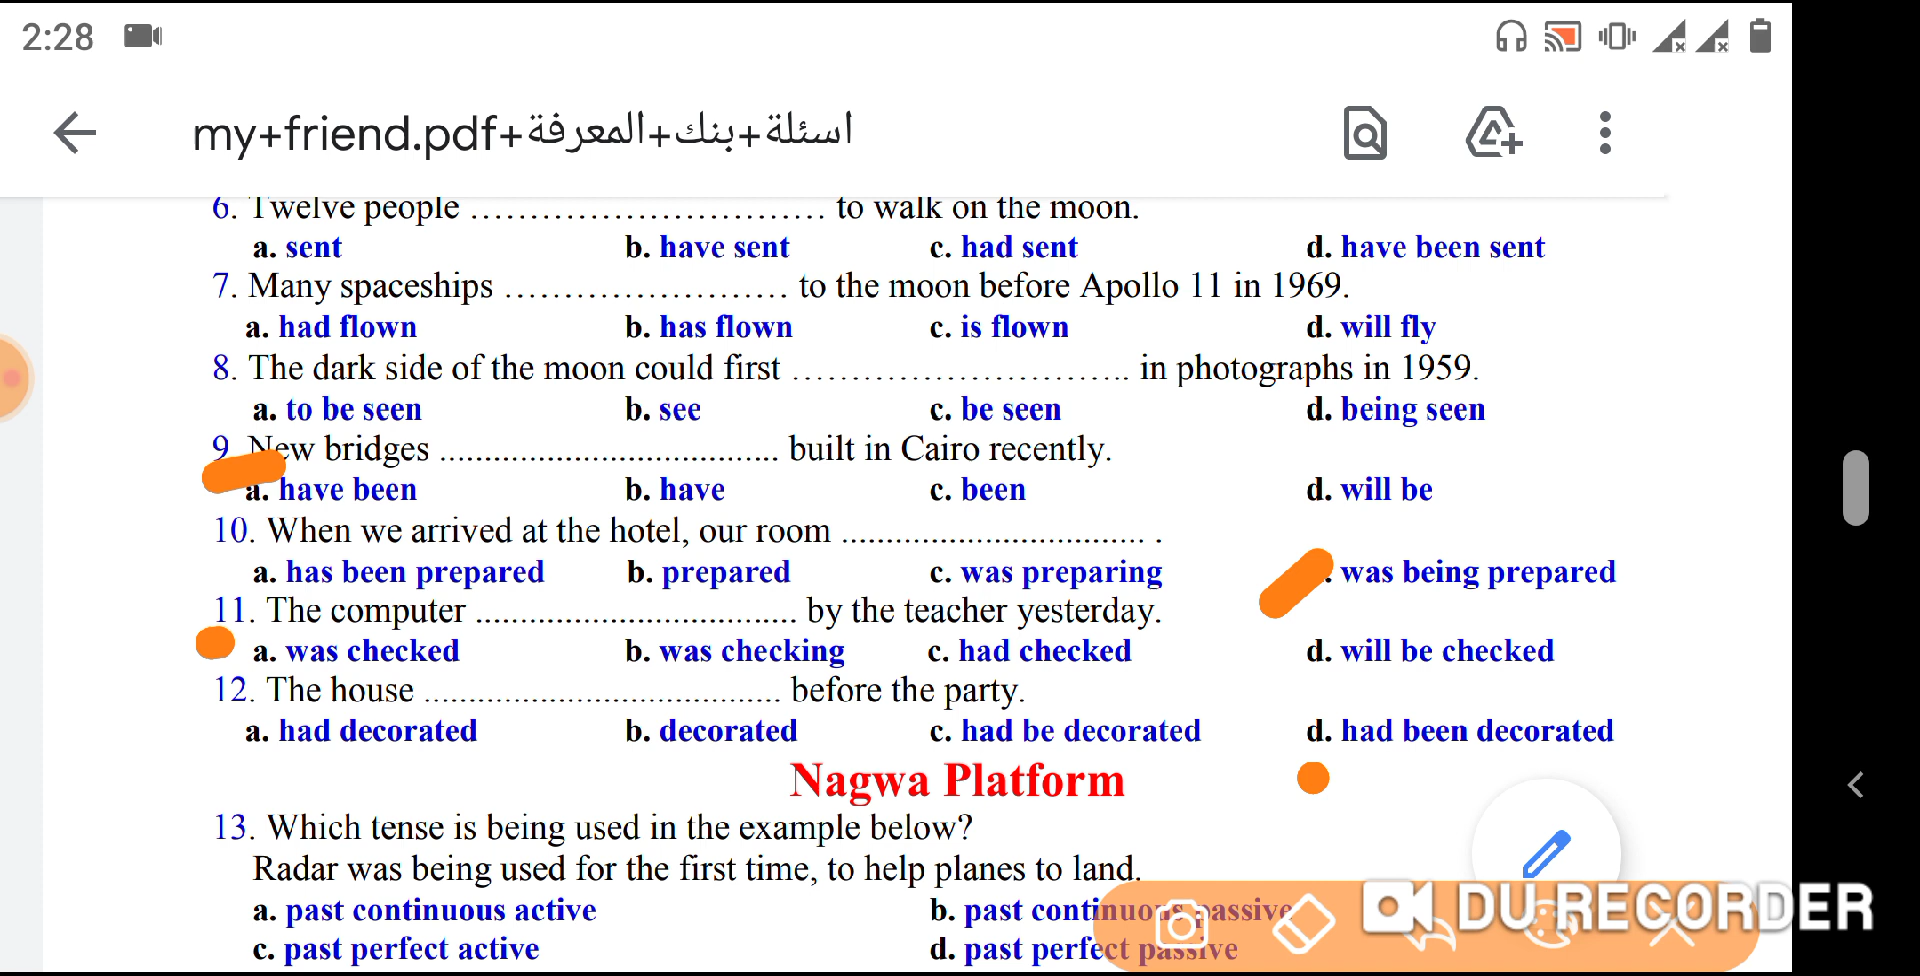 2:28
my+friend.pdf+اسئلة+بنك+المعرفة
6. Twelve people .............................. to walk on the moon.
a. sent b. have sent c. had sent d. have been sent
7. Many spaceships ........................ to the moon before Apollo 11 in 1969.
a. had flown b. has flown c. is flown d. will fly
8. The dark side of the moon could first ............................. in photographs in 1959.
a. to be seen b. see c. be seen d. being seen
9. New bridges ...................................... built in Cairo recently.
a. have been b. have c. been d. will be
10. When we arrived at the hotel, our room .................................. .
a. has been prepared b. prepared c. was preparing . was being prepared
11. The computer .................................... by the teacher yesterday.
a. was checked b. was checking c. had checked d. will be checked
12. The house ........................................ before the party.
a. had decorated b. decorated c. had be decorated d. had been decorated
Nagwa Platform
13. Which tense is being used in the example below?
Radar was being used for the first time, to help planes to land.
a. past continuous active b. past continuous passive
c. past perfect active d. past perfect passive
DU RECORDER